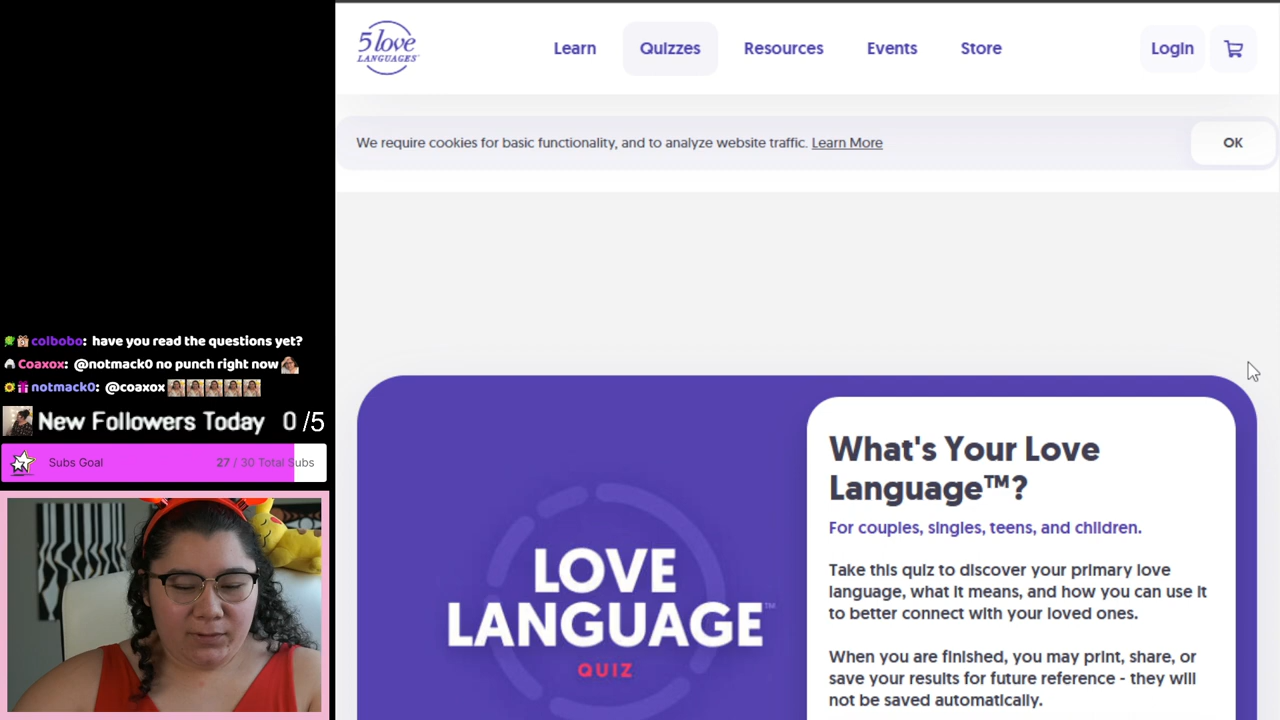 5 love
LANGUAGES
Learn
Quizzes
Resources
Events
Store
Login
We require cookies for basic functionality, and to analyze website traffic. Learn More
OK
colbobo: have you read the questions yet?
Coaxox: @notmack0 no punch right now
notmack0: @coaxox
New Followers Today 0 /5
Subs Goal 27 / 30 Total Subs
LOVE
LANGUAGE™
QUIZ
What's Your Love
Language™?
For couples, singles, teens, and children.
Take this quiz to discover your primary love
language, what it means, and how you can use it
to better connect with your loved ones.
When you are finished, you may print, share, or
save your results for future reference - they will
not be saved automatically.